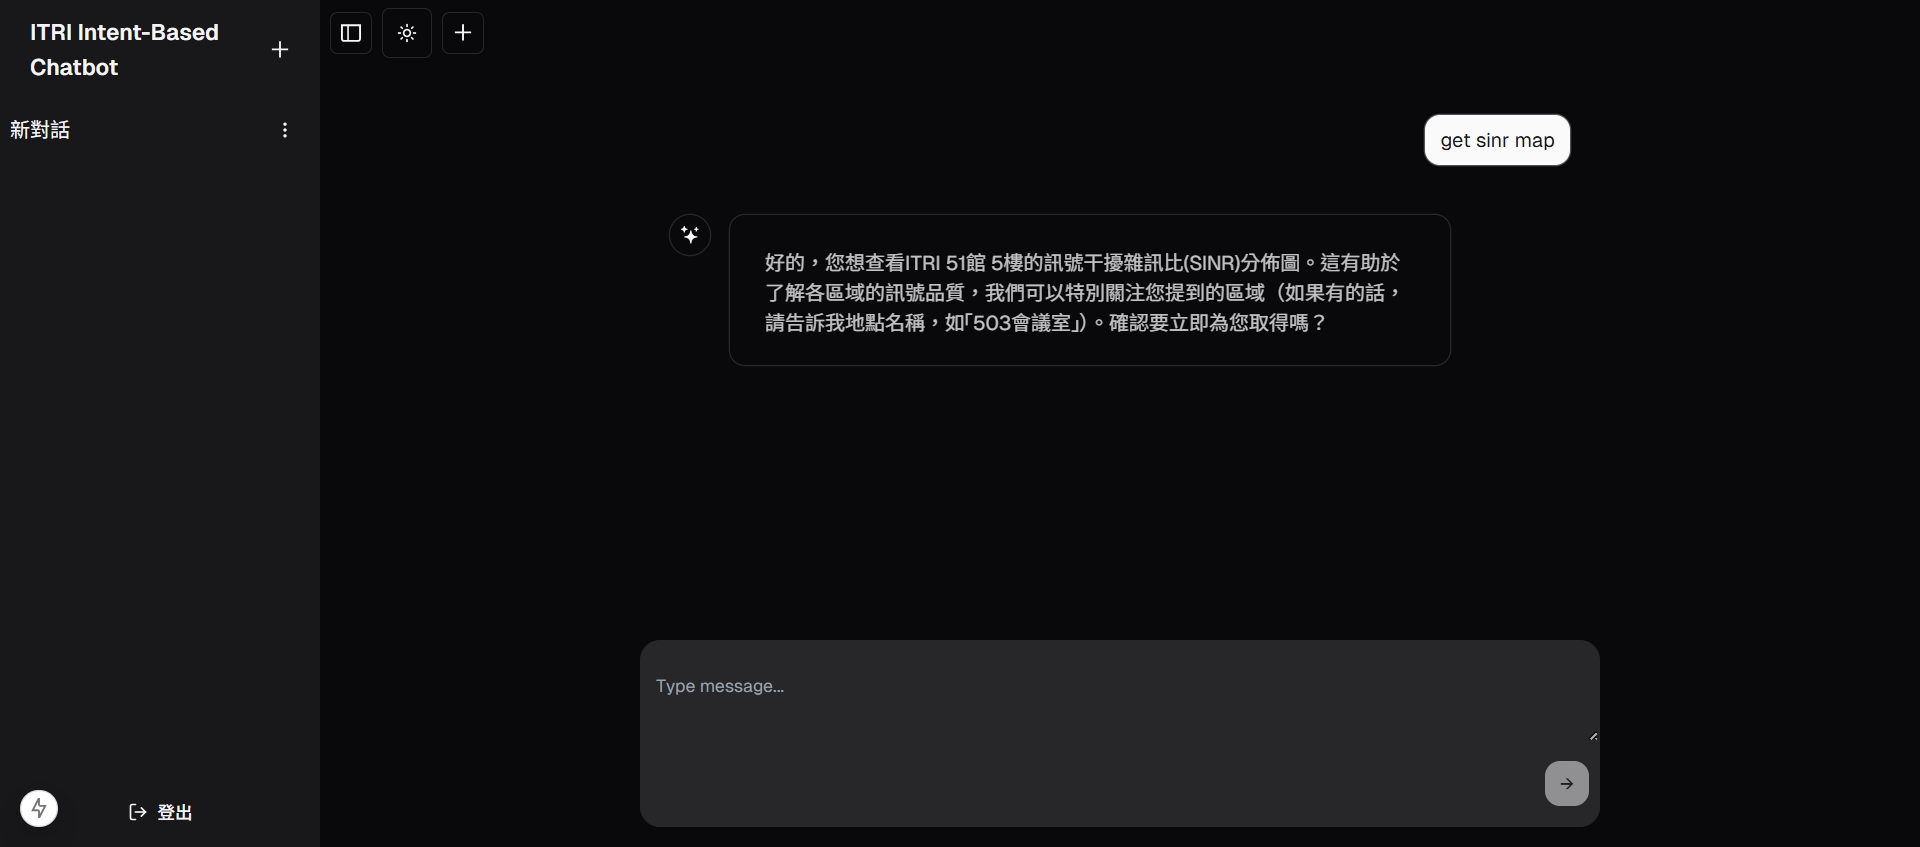 ITRI Intent-Based
Chatbot
新對話
get sinr map
好的，您想查看ITRI 51館 5樓的訊號干擾雜訊比(SINR)分佈圖。這有助於
了解各區域的訊號品質，我們可以特別關注您提到的區域（如果有的話，
請告訴我地點名稱，如「503會議室」）。確認要立即為您取得嗎？
Type message...
登出